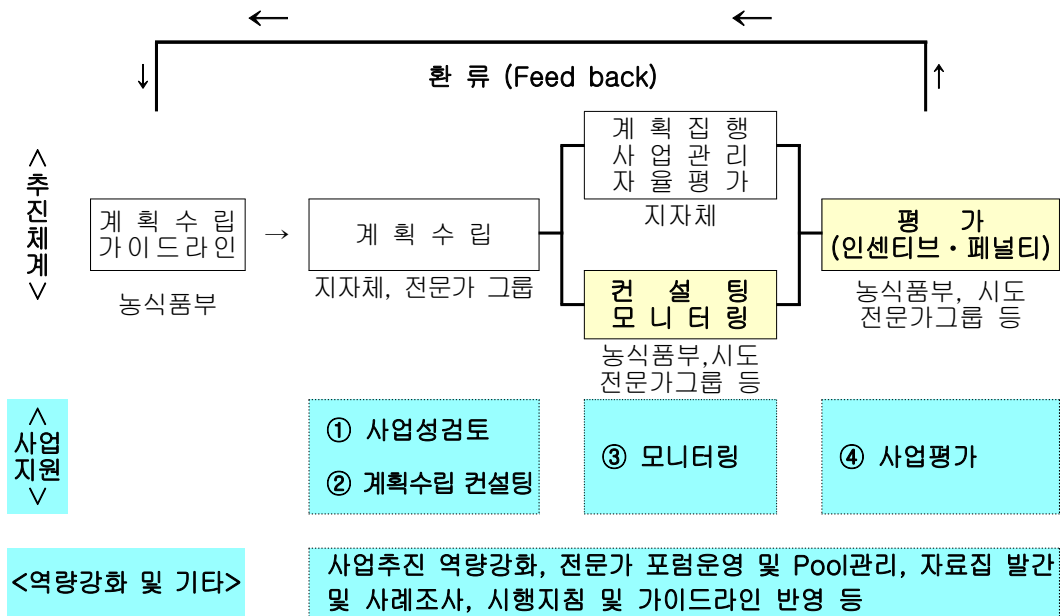 ← ←
↓ 환 류 (Feed back) ↑
<추진체계>
계 획 수 립
가이드라인
농식품부
→
계 획 수 립
지자체, 전문가 그룹
계 획 집 행
사 업 관 리
자 율 평 가
지자체
컨 설 팅
모 니 터 링
농식품부,시도
전문가그룹 등
평 가
(인센티브・페널티)
농식품부, 시도
전문가그룹 등
<사업
지원>
① 사업성검토
② 계획수립 컨설팅
③ 모니터링
④ 사업평가
<역량강화 및 기타>
사업추진 역량강화, 전문가 포럼운영 및 Pool관리, 자료집 발간
및 사례조사, 시행지침 및 가이드라인 반영 등